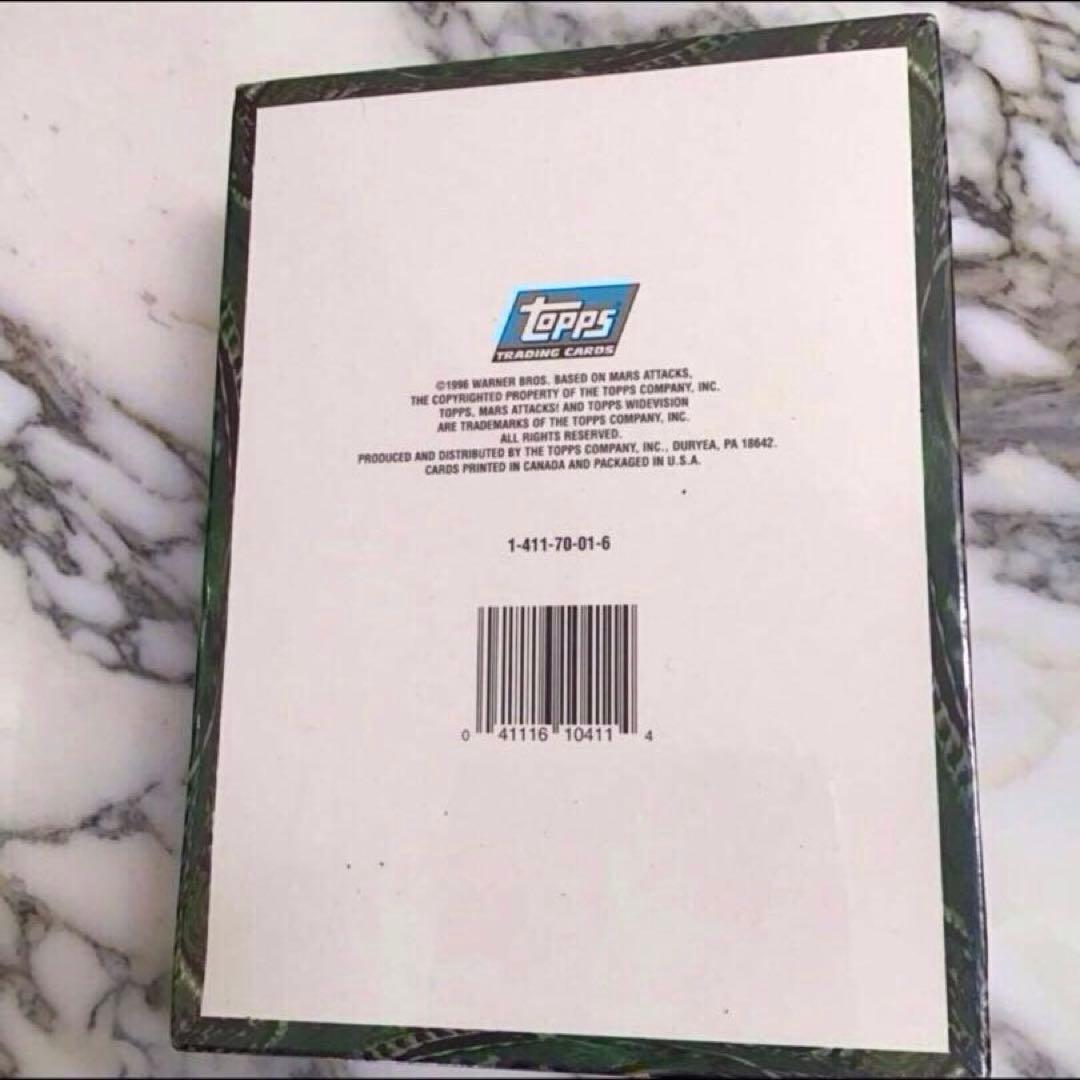 topps
TRADING CARDS
©1996 WARNER BROS. BASED ON MARS ATTACKS,
THE COPYRIGHTED PROPERTY OF THE TOPPS COMPANY, INC.
TOPPS, MARS ATTACKS! AND TOPPS WIDEVISION
ARE TRADEMARKS OF THE TOPPS COMPANY, INC.
ALL RIGHTS RESERVED.
PRODUCED AND DISTRIBUTED BY THE TOPPS COMPANY, INC., DURYEA, PA 18642.
CARDS PRINTED IN CANADA AND PACKAGED IN U.S.A.
1-411-70-01-6
0 41116 10411 4